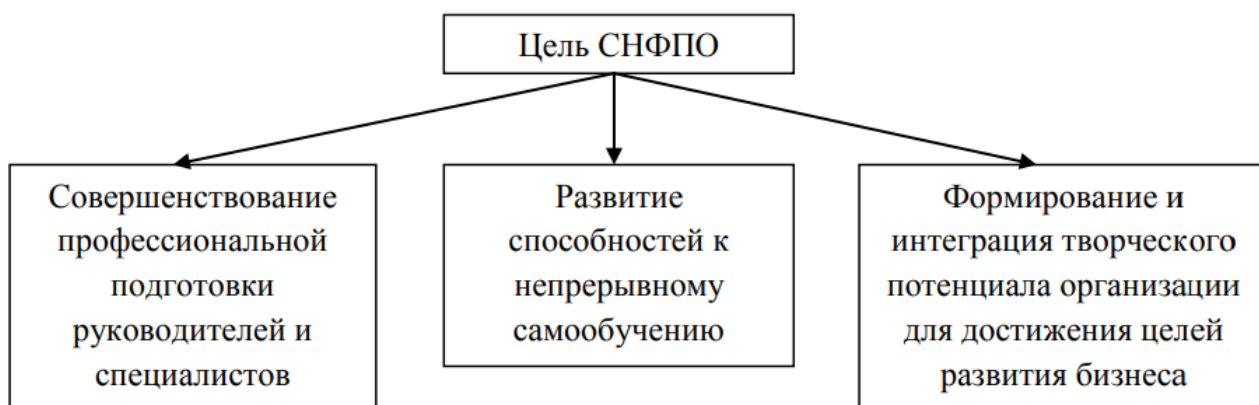 Цель СНФПО
Совершенствование
профессиональной
подготовки
руководителей и
специалистов
Развитие
способностей к
непрерывному
самообучению
Формирование и
интеграция творческого
потенциала организации
для достижения целей
развития бизнеса